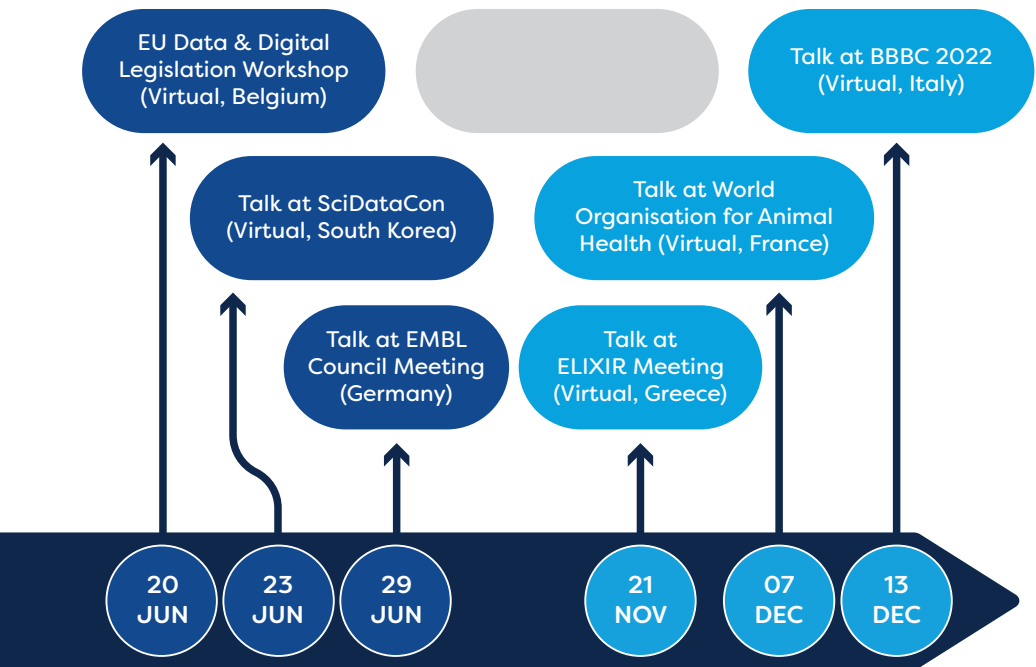 EU Data & Digital
Legislation Workshop
(Virtual, Belgium)
Talk at BBBC 2022
(Virtual, Italy)
Talk at SciDataCon
(Virtual, South Korea)
Talk at World
Organisation for Animal
Health (Virtual, France)
Talk at EMBL
Council Meeting
(Germany)
Talk at
ELIXIR Meeting
(Virtual, Greece)
20
JUN
23
JUN
29
JUN
21
NOV
07
DEC
13
DEC